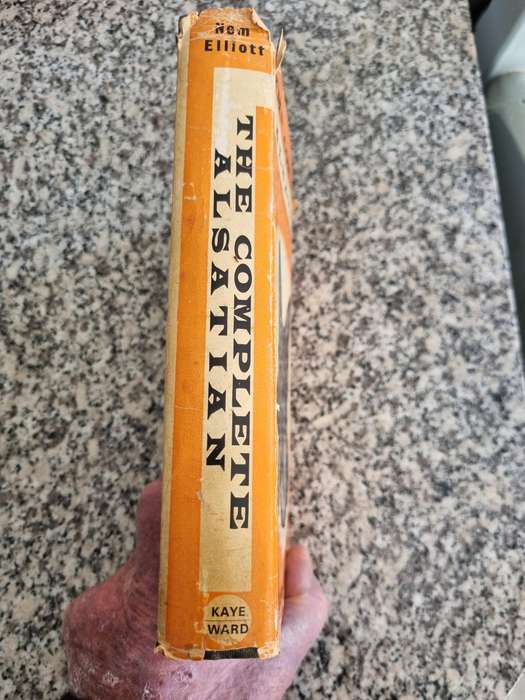 Nem
Elliott
THE COMPLETE
ALSATIAN
KAYE
WARD